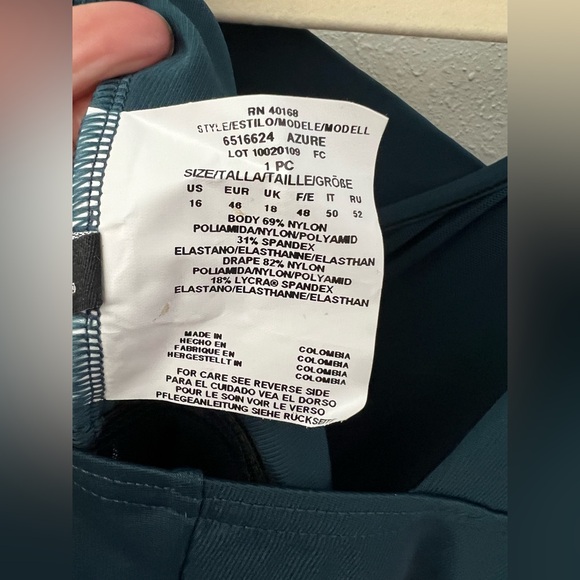 RN 40168
STYLE/ESTILO/MODELE/MODELL
6516624 AZURE
LOT 10020109 FC
1 PC
SIZE/TALLA/TAILLE/GRÖßE
US EUR UK F/E IT RU
16 46 18 48 50 52
BODY 69% NYLON
POLIAMIDA/NYLON/POLYAMID
31% SPANDEX
ELASTANO/ELASTHANNE/ELASTHAN
DRAPE 82% NYLON
POLIAMIDA/NYLON/POLYAMID
18% LYCRA® SPANDEX
ELASTANO/ELASTHANNE/ELASTHAN
MADE IN COLOMBIA
HECHO EN COLOMBIA
FABRIQUE EN COLOMBIA
HERGESTELLT IN COLOMBIA
FOR CARE SEE REVERSE SIDE
PARA EL CUIDADO VEA EL DORSO
POUR LE SOIN VOIR LE VERSO
PFLEGEANLEITUNG SIEHE RÜCKSEI